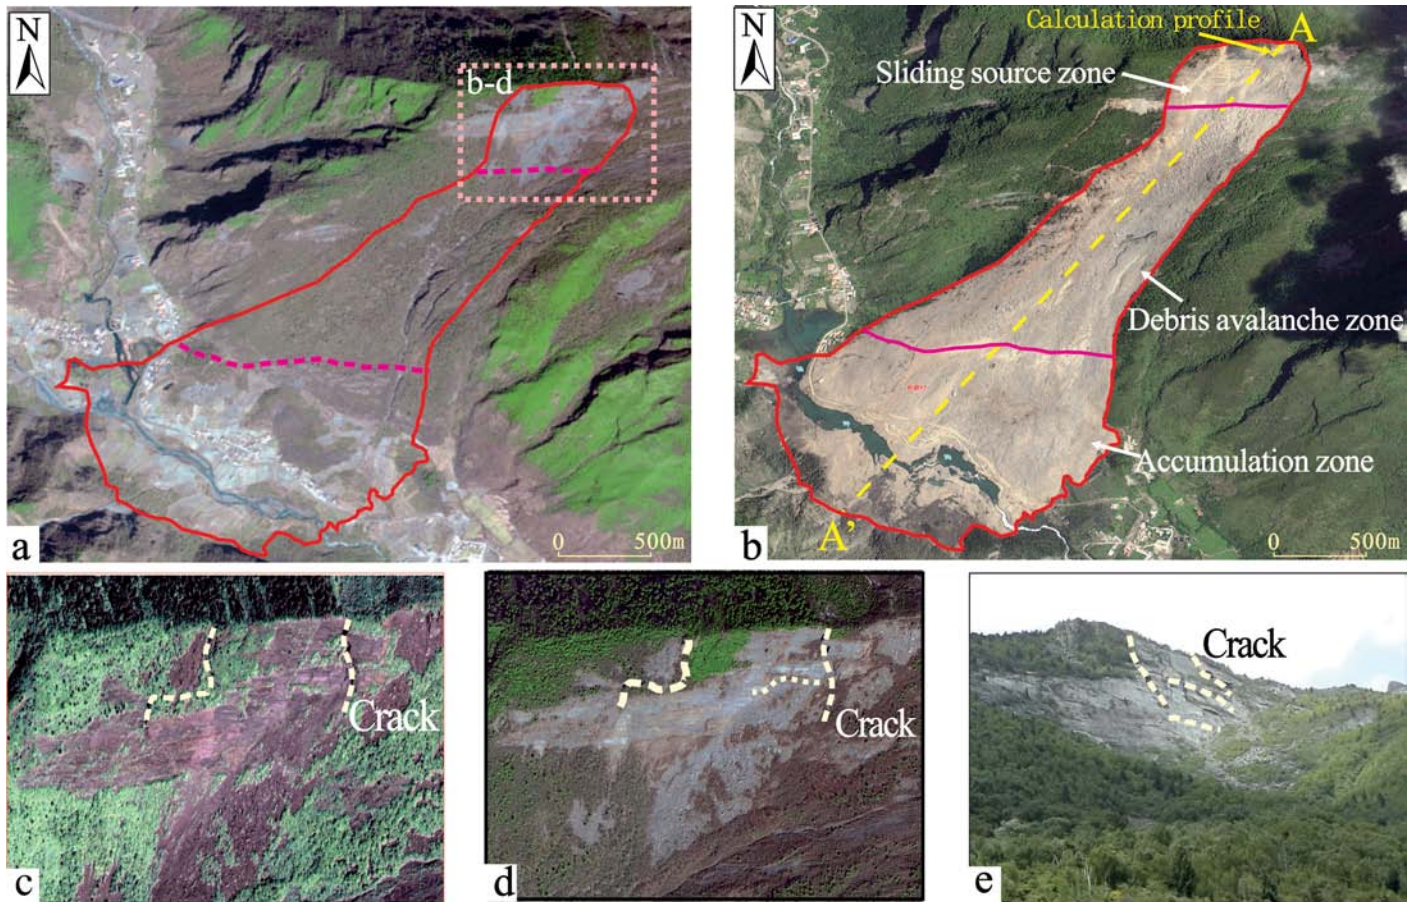 N
b-d
0 500m
a
N
Calculation profile
A
Sliding source zone
Debris avalanche zone
Accumulation zone
A'
0 500m
b
Crack
c
Crack
d
Crack
e